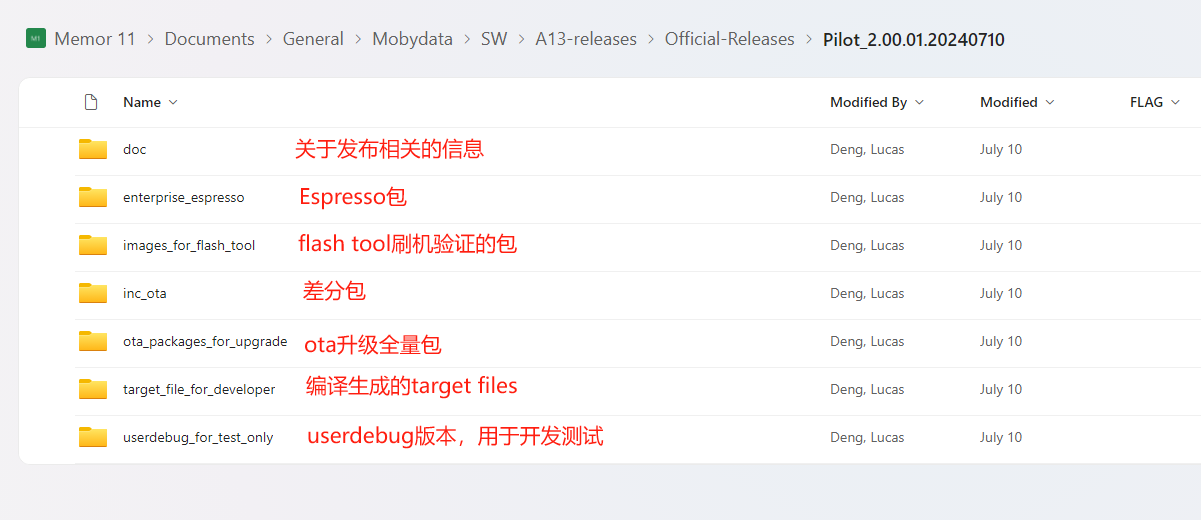 M1 Memor 11 > Documents > General > Mobydata > SW > A13-releases > Official-Releases > Pilot_2.00.01.20240710
Name Modified By Modified FLAG
doc 关于发布相关的信息 Deng, Lucas July 10
enterprise_espresso Espresso包 Deng, Lucas July 10
images_for_flash_tool flash tool刷机验证的包 Deng, Lucas July 10
inc_ota 差分包 Deng, Lucas July 10
ota_packages_for_upgrade ota升级全量包 Deng, Lucas July 10
target_file_for_developer 编译生成的target files Deng, Lucas July 10
userdebug_for_test_only userdebug版本，用于开发测试 Deng, Lucas July 10